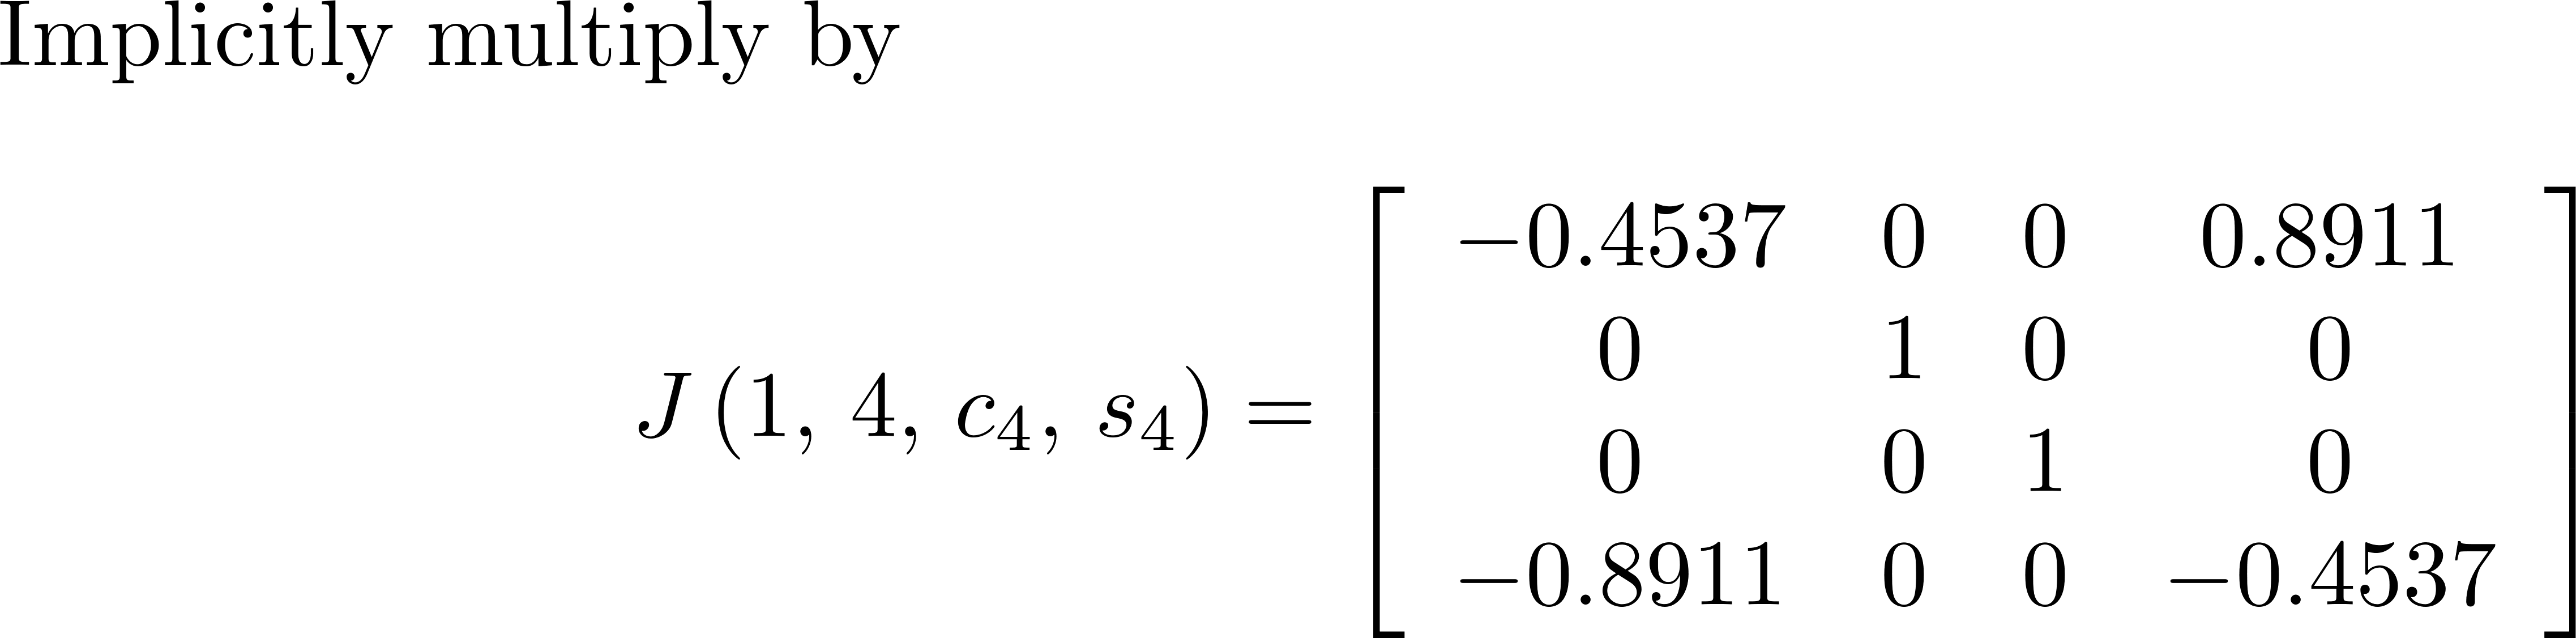 Implicitly multiply by
J (1, 4, c₄, s₄) = [ −0.4537 0 0 0.8911
0 1 0 0
0 0 1 0
−0.8911 0 0 −0.4537 ]